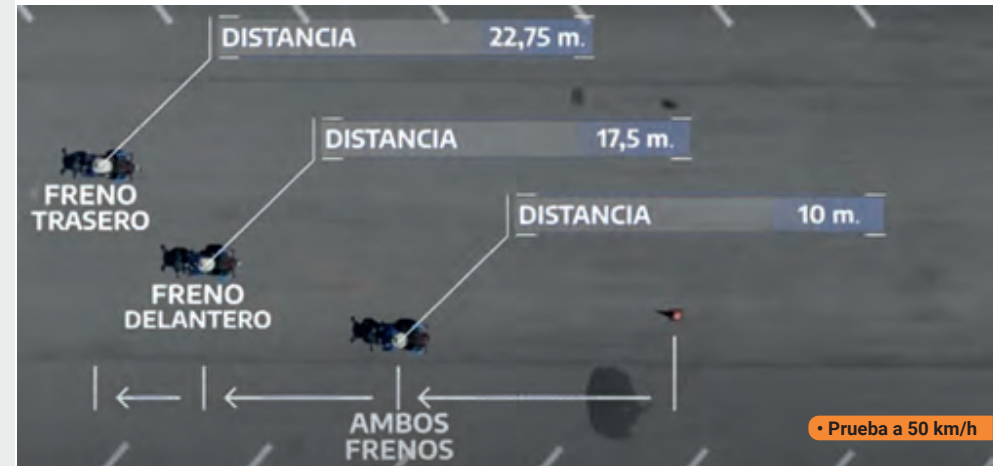 DISTANCIA 22,75 m.
DISTANCIA 17,5 m.
FRENO
TRASERO
DISTANCIA 10 m.
FRENO
DELANTERO
AMBOS
FRENOS
• Prueba a 50 km/h